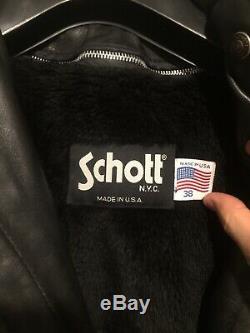 Schott®
N.Y.C.
MADE IN U.S.A.
MADE IN USA
38